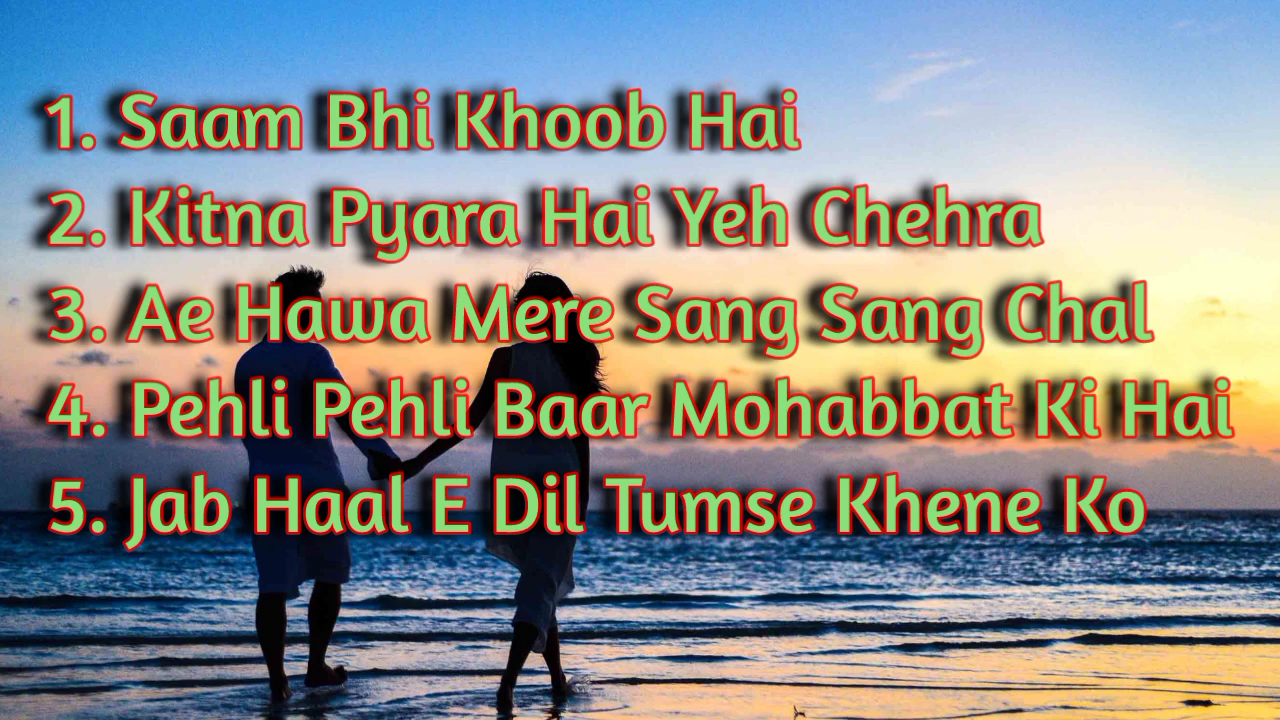 1. Saam Bhi Khoob Hai
2. Kitna Pyara Hai Yeh Chehra
3. Ae Hawa Mere Sang Sang Chal
4. Pehli Pehli Baar Mohabbat Ki Hai
5. Jab Haal E Dil Tumse Khene Ko